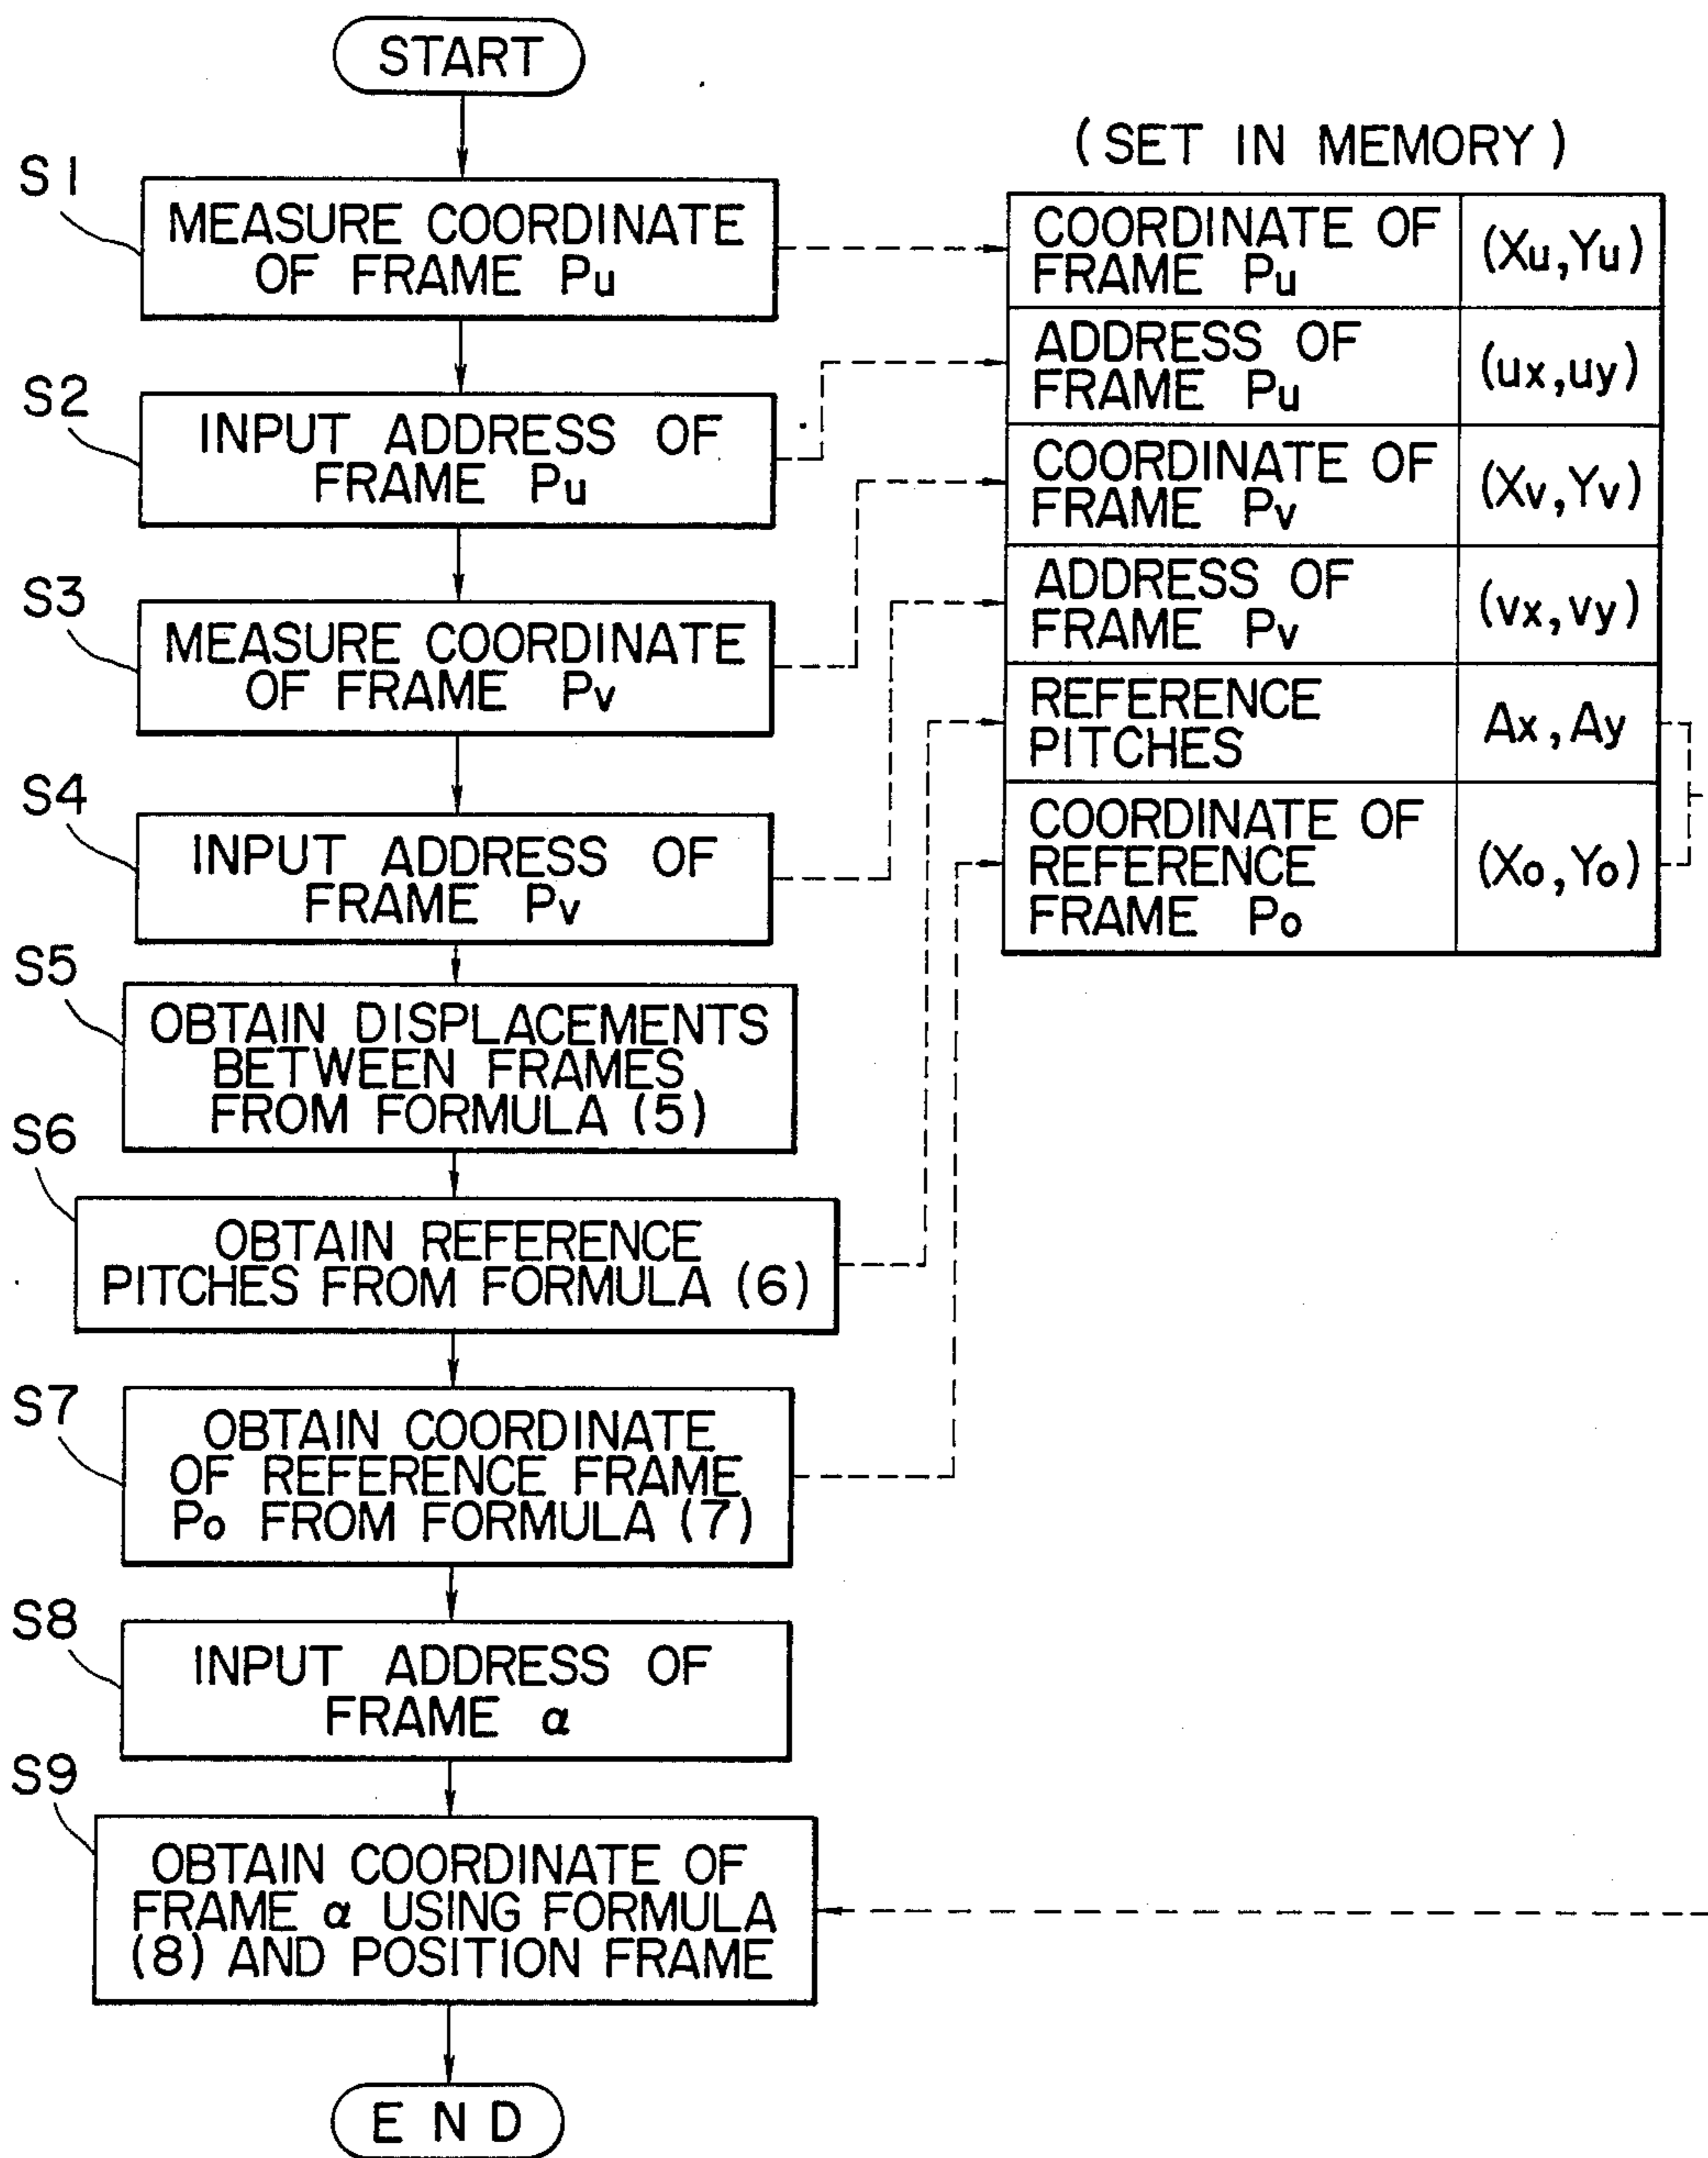 START
S1
MEASURE COORDINATE
OF FRAME Pu
S2
INPUT ADDRESS OF
FRAME Pu
S3
MEASURE COORDINATE
OF FRAME Pv
S4
INPUT ADDRESS OF
FRAME Pv
S5
OBTAIN DISPLACEMENTS
BETWEEN FRAMES
FROM FORMULA (5)
S6
OBTAIN REFERENCE
PITCHES FROM FORMULA (6)
S7
OBTAIN COORDINATE
OF REFERENCE FRAME
Po FROM FORMULA (7)
S8
INPUT ADDRESS OF
FRAME α
S9
OBTAIN COORDINATE OF
FRAME α USING FORMULA
(8) AND POSITION FRAME
END
(SET IN MEMORY)
COORDINATE OF
FRAME Pu
(Xu,Yu)
ADDRESS OF
FRAME Pu
(ux,uy)
COORDINATE OF
FRAME Pv
(Xv,Yv)
ADDRESS OF
FRAME Pv
(vx,vy)
REFERENCE
PITCHES
Ax,Ay
COORDINATE OF
REFERENCE
FRAME Po
(Xo,Yo)